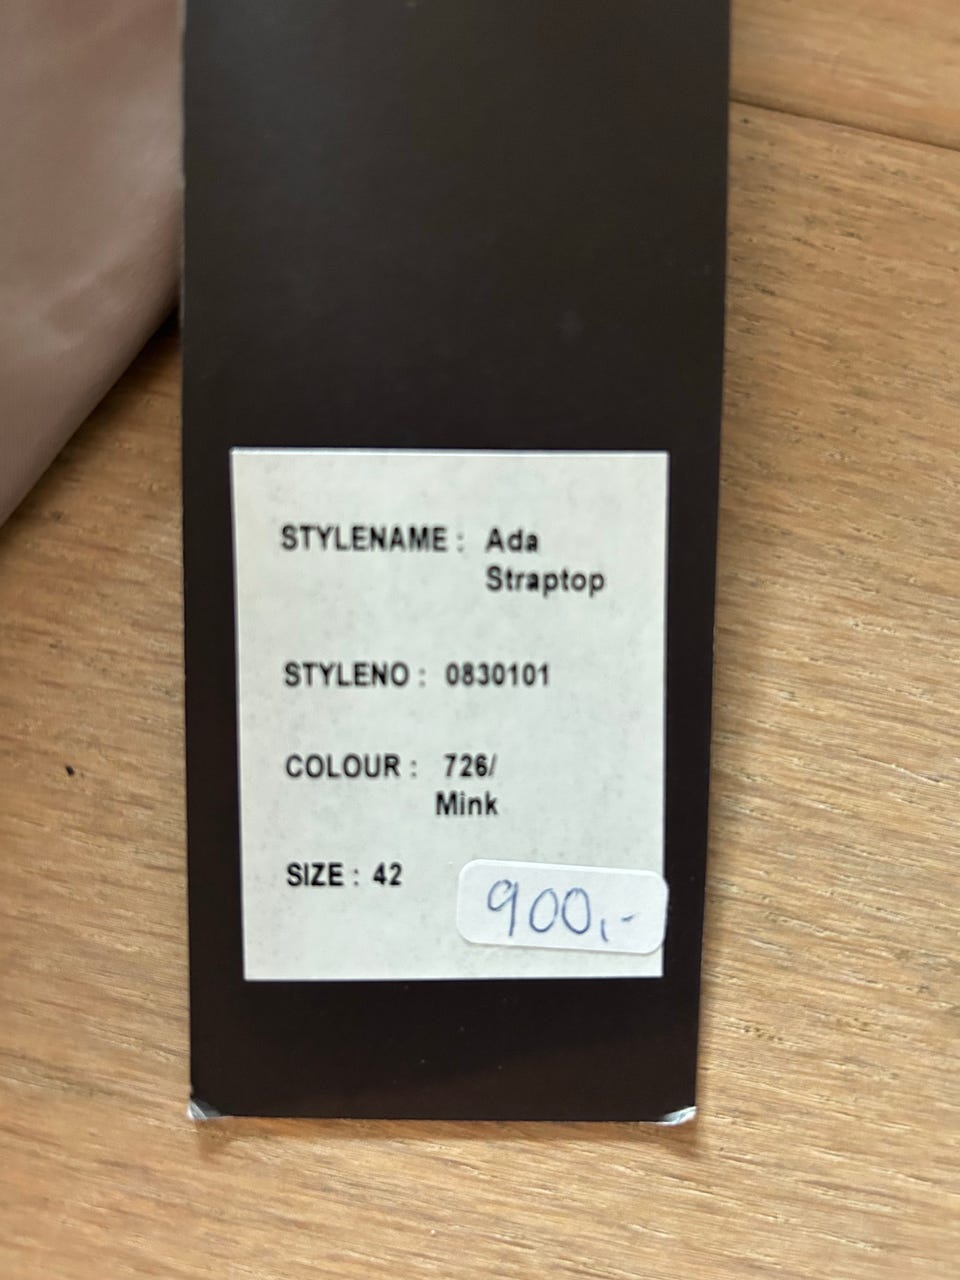 STYLENAME : Ada
Straptop
STYLENO : 0830101
COLOUR : 726/
Mink
SIZE : 42
900,-